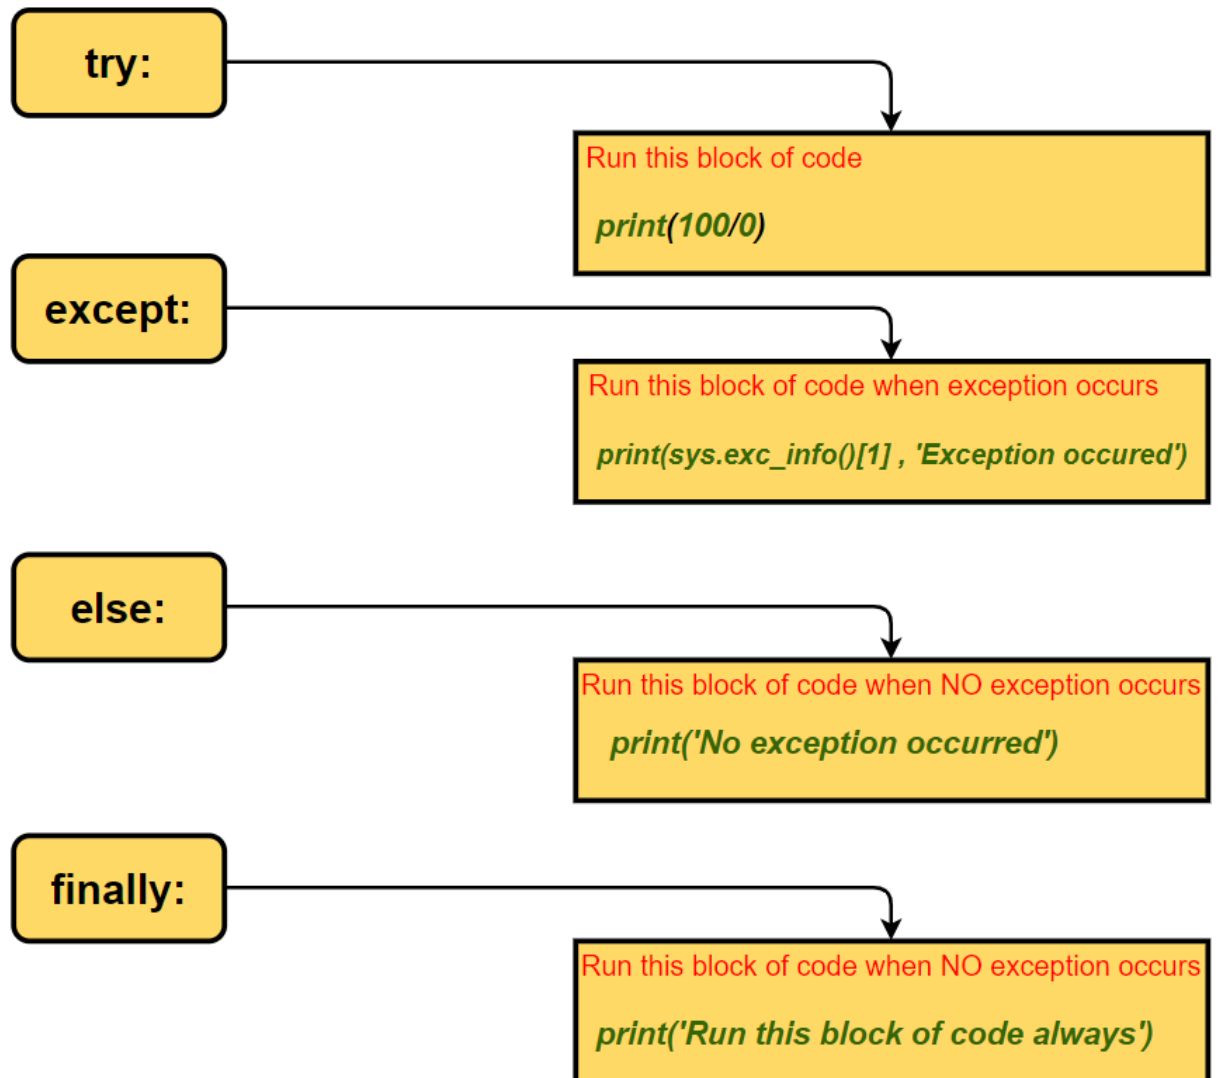 try:
Run this block of code
print(100/0)
except:
Run this block of code when exception occurs
print(sys.exc_info()[1] , 'Exception occured')
else:
Run this block of code when NO exception occurs
print('No exception occurred')
finally:
Run this block of code when NO exception occurs
print('Run this block of code always')